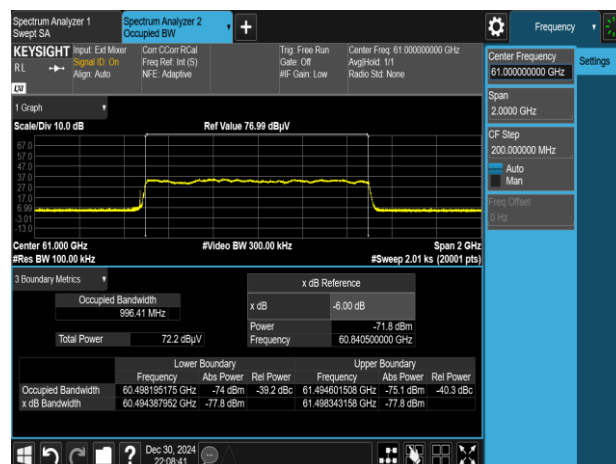 Spectrum Analyzer 1
Swept SA
Spectrum Analyzer 2
Occupied BW
+
Frequency
KEYSIGHT
RL
LXI
Input: Ext Mixer
Signal ID: On
Align: Auto
Corr CCorr RCal
Freq Ref: Int (S)
NFE: Adaptive
Trig: Free Run
Gate: Off
#IF Gain: Low
Center Freq: 61.000000000 GHz
Avg|Hold: 1/1
Radio Std: None
Center Frequency
61.000000000 GHz
Settings
Span
2.0000 GHz
CF Step
200.000000 MHz
Auto
Man
Freq Offset
0 Hz
1 Graph
Scale/Div 10.0 dB
Ref Value 76.99 dBµV
67.0
57.0
47.0
37.0
27.0
17.0
6.99
-3.01
-13.0
Center 61.000 GHz
#Video BW 300.00 kHz
Span 2 GHz
#Res BW 100.00 kHz
#Sweep 2.01 ks (20001 pts)
3 Boundary Metrics
Occupied Bandwidth
996.41 MHz
Total Power 72.2 dBµV
x dB Reference
x dB -6.00 dB
Power -71.8 dBm
Frequency 60.840500000 GHz
Lower Boundary Upper Boundary
Frequency Abs Power Rel Power Frequency Abs Power Rel Power
Occupied Bandwidth 60.498195175 GHz -74 dBm -39.2 dBc 61.494601508 GHz -75.1 dBm -40.3 dBc
x dB Bandwidth 60.494387952 GHz -77.8 dBm 61.498343158 GHz -77.8 dBm
?
Dec 30, 2024
22:08:41